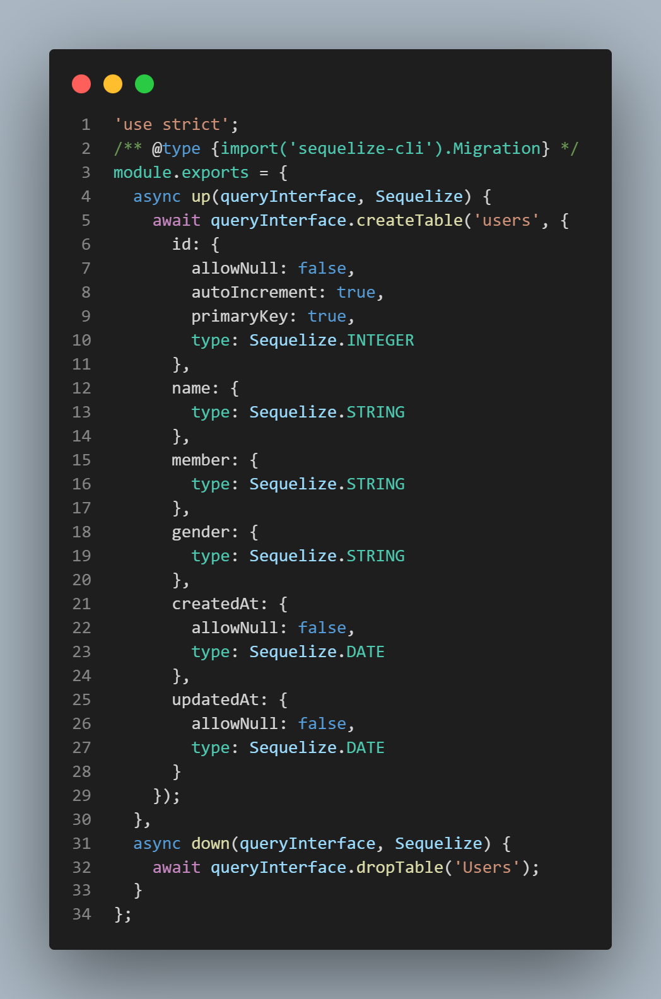 1 'use strict';
2 /** @type {import('sequelize-cli').Migration} */
3 module.exports = {
4   async up(queryInterface, Sequelize) {
5     await queryInterface.createTable('users', {
6       id: {
7         allowNull: false,
8         autoIncrement: true,
9         primaryKey: true,
10         type: Sequelize.INTEGER
11       },
12       name: {
13         type: Sequelize.STRING
14       },
15       member: {
16         type: Sequelize.STRING
17       },
18       gender: {
19         type: Sequelize.STRING
20       },
21       createdAt: {
22         allowNull: false,
23         type: Sequelize.DATE
24       },
25       updatedAt: {
26         allowNull: false,
27         type: Sequelize.DATE
28       }
29     });
30   },
31   async down(queryInterface, Sequelize) {
32     await queryInterface.dropTable('Users');
33   }
34 };